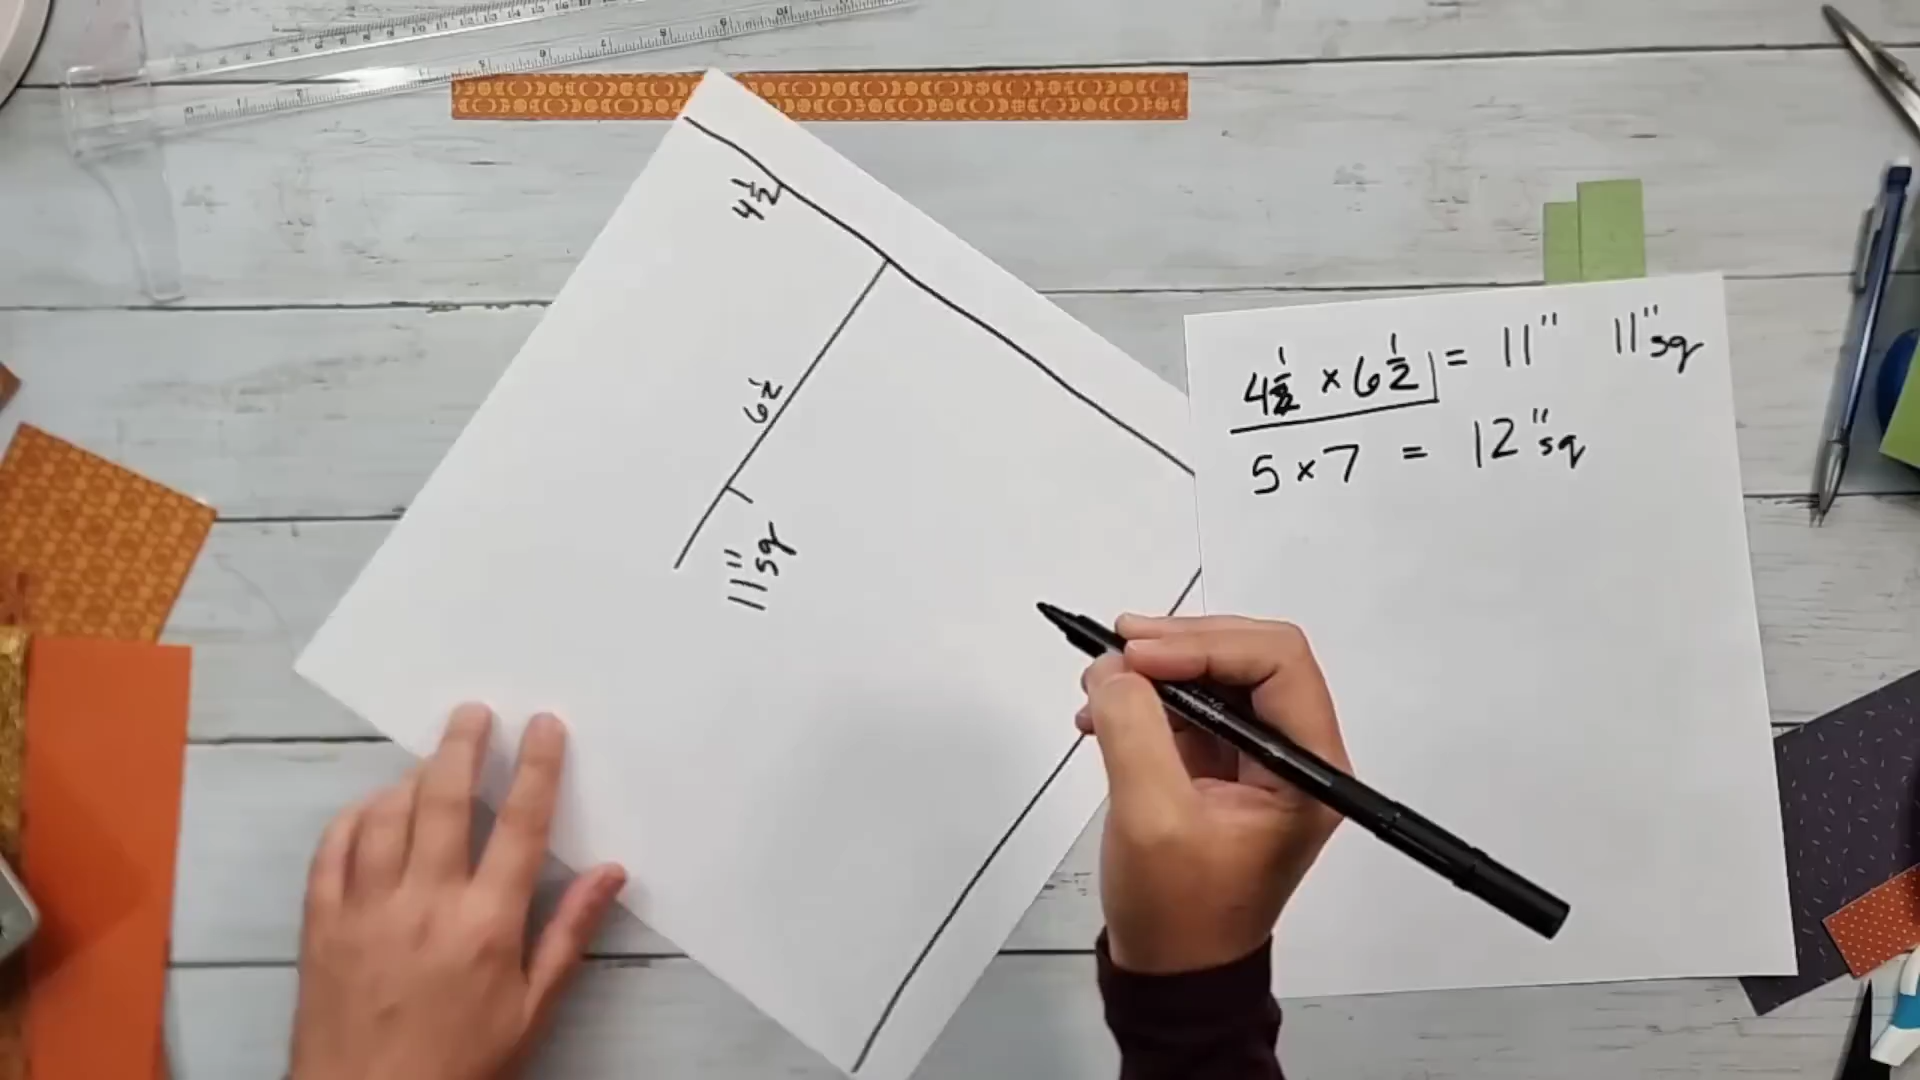 4½
6½
11"sq
4½ x 6½ = 11" 11"sq
5 x 7 = 12"sq